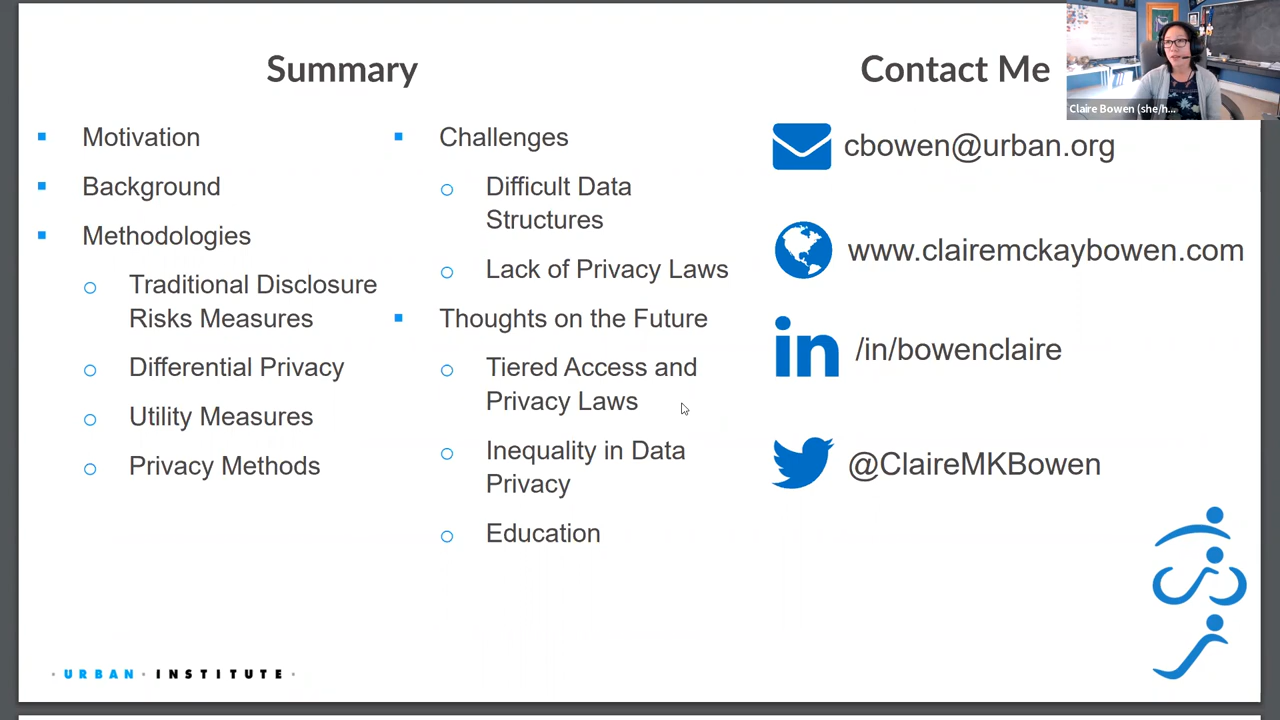 Summary
Motivation
Background
Methodologies
Traditional Disclosure
Risks Measures
Differential Privacy
Utility Measures
Privacy Methods
Challenges
Difficult Data
Structures
Lack of Privacy Laws
Thoughts on the Future
Tiered Access and
Privacy Laws
Inequality in Data
Privacy
Education
Contact Me
cbowen@urban.org
www.clairemckaybowen.com
in /in/bowenclaire
@ClaireMKBowen
Claire Bowen (she/h...
· URBAN · INSTITUTE ·